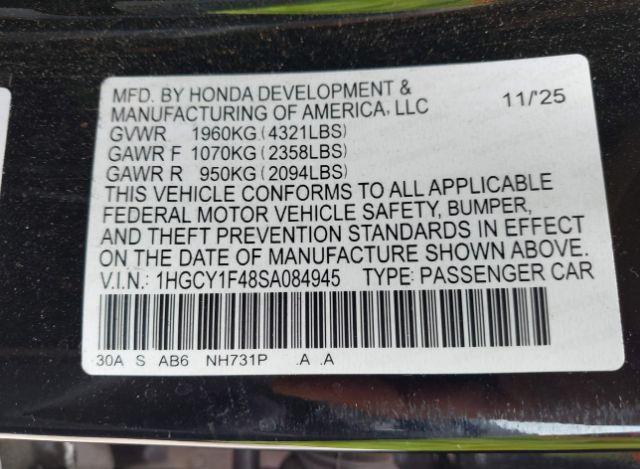 MFD. BY HONDA DEVELOPMENT &
MANUFACTURING OF AMERICA, LLC 11/'25
GVWR 1960KG (4321LBS)
GAWR F 1070KG (2358LBS)
GAWR R 950KG (2094LBS)
THIS VEHICLE CONFORMS TO ALL APPLICABLE
FEDERAL MOTOR VEHICLE SAFETY, BUMPER,
AND THEFT PREVENTION STANDARDS IN EFFECT
ON THE DATE OF MANUFACTURE SHOWN ABOVE.
V.I.N.: 1HGCY1F48SA084945 TYPE: PASSENGER CAR
30A S AB6 NH731P .A .A